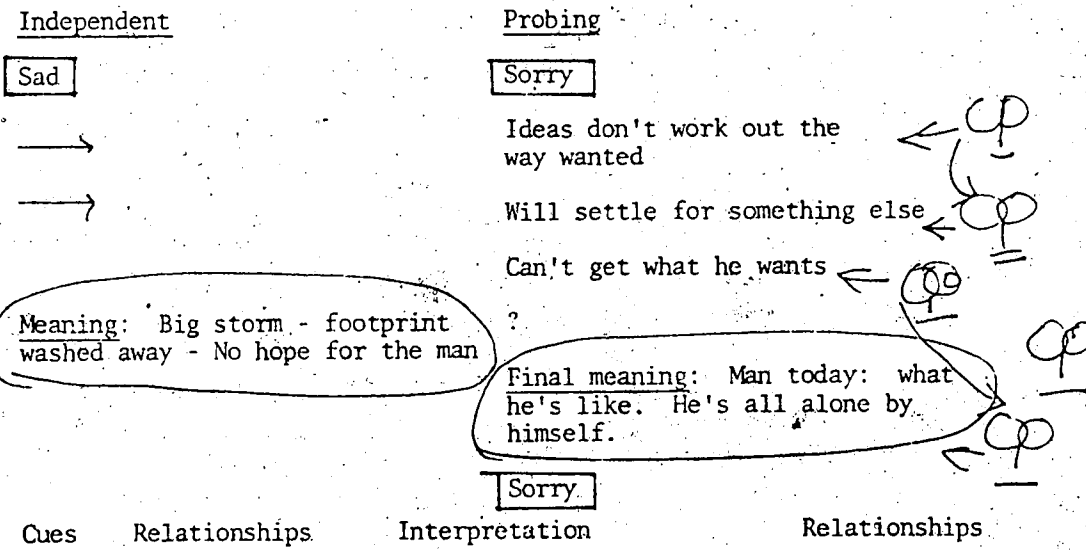 Independent
Probing
Sad
Sorry
Ideas don't work out the
way wanted
Will settle for something else
Can't get what he wants
?
Meaning: Big storm - footprint
washed away - No hope for the man
Final meaning: Man today: what
he's like. He's all alone by
himself.
Sorry
Cues Relationships Interpretation Relationships